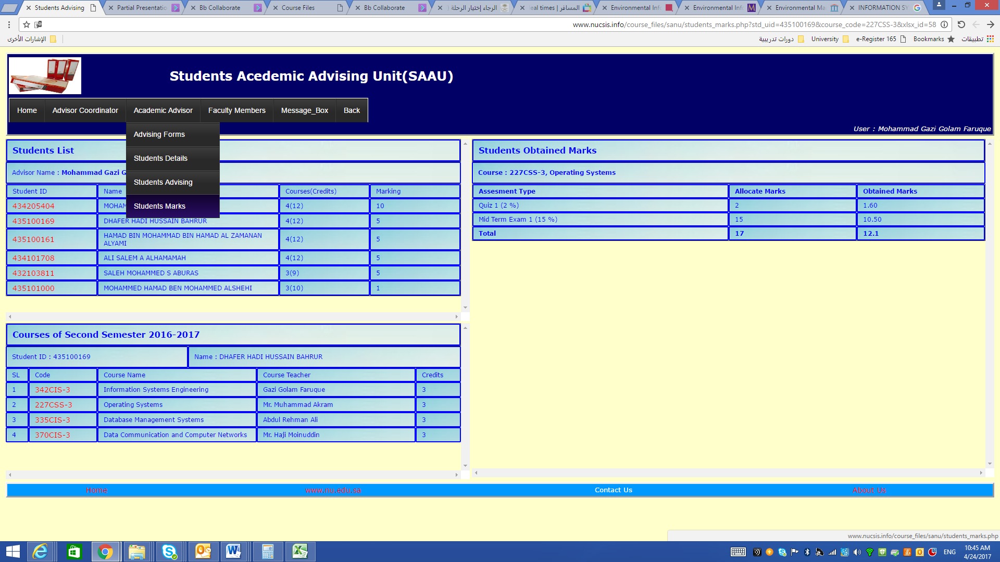 Students Advising
Partial Presentatio
Bb Collaborate
Course Files
Bb Collaborate
الرجاء إختيار الرحلة
eal times | المسافر
Environmental Inf
Environmental Inf
Environmental Ma
INFORMATION SY
www.nucsis.info/course_files/sanu/students_marks.php?std_uid=435100169&course_code=227CSS-3&xlsx_id=58
الإشارات الأخرى
دورات تدريبية
University
e-Register 165
Bookmarks
تطبيقات
Students Acedemic Advising Unit(SAAU)
Home Advisor Coordinator Academic Advisor Faculty Members Message_Box Back
User : Mohammad Gazi Golam Faruque
Advising Forms
Students Details
Students Advising
Students Marks
Students List
Advisor Name : Mohammad Gazi G
Student ID Name Courses(Credits) Marking
434205404 MOHAM 4(12) 10
435100169 DHAFER HADI HUSSAIN BAHRUR 4(12) 5
435100161 HAMAD BIN MOHAMMAD BIN HAMAD AL ZAMANAN 4(12) 5
ALYAMI
434101708 ALI SALEM A ALHAMAMAH 4(12) 5
432103811 SALEH MOHAMMED S ABURAS 3(9) 5
435101000 MOHAMMED HAMAD BEN MOHAMMED ALSHEHI 3(10) 1
Courses of Second Semester 2016-2017
Student ID : 435100169 Name : DHAFER HADI HUSSAIN BAHRUR
SL Code Course Name Course Teacher Credits
1 342CIS-3 Information Systems Engineering Gazi Golam Faruque 3
2 227CSS-3 Operating Systems Mr. Muhammad Akram 3
3 335CIS-3 Database Management Systems Abdul Rehman Ali 3
4 370CIS-3 Data Communication and Computer Networks Mr. Haji Moinuddin 3
Students Obtained Marks
Course : 227CSS-3, Operating Systems
Assesment Type Allocate Marks Obtained Marks
Quiz 1 (2 %) 2 1.60
Mid Term Exam 1 (15 %) 15 10.50
Total 17 12.1
Home www.nu.edu.sa Contact Us About Us
www.nucsis.info/course_files/sanu/students_marks.php
ENG
10:45 AM
4/24/2017